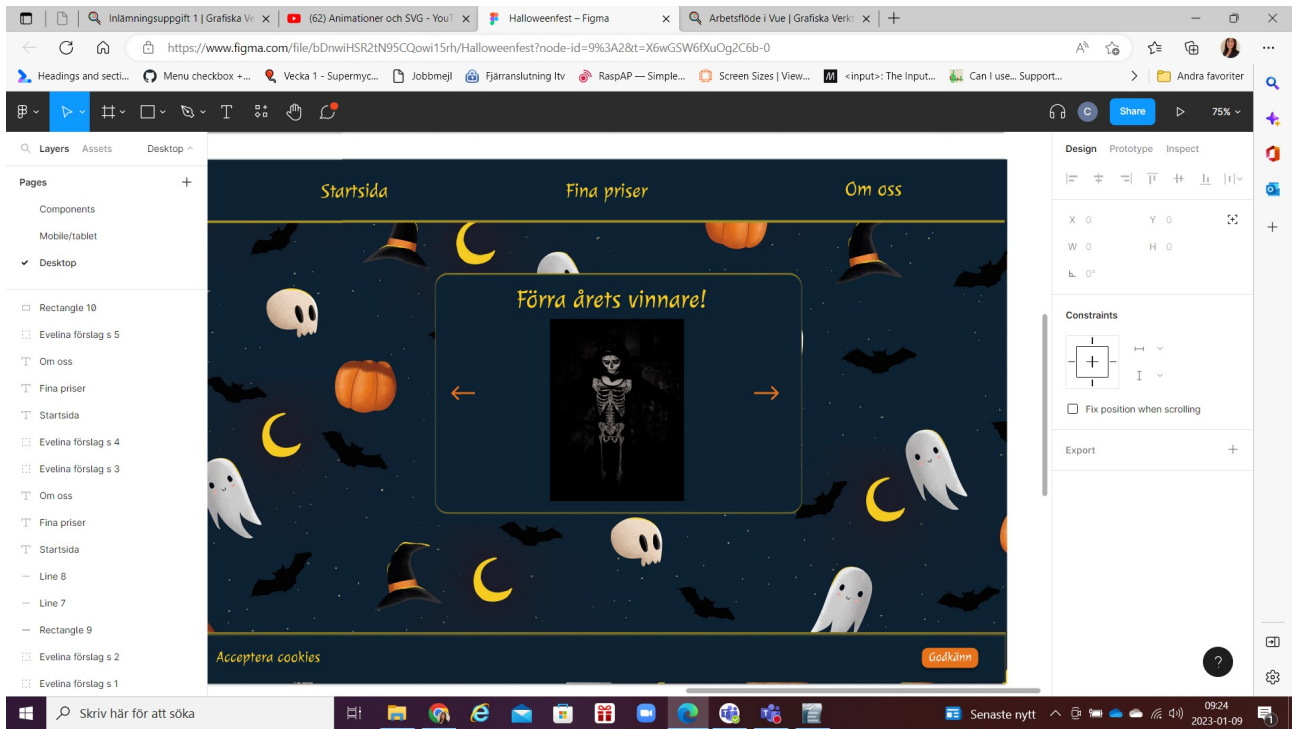 Inlämningsuppgift 1 | Grafiska Ve
(62) Animationer och SVG - YouT
Halloweenfest – Figma
Arbetsflöde i Vue | Grafiska Verk
https://www.figma.com/file/bDnwiHSR2tN95CQowi15rh/Halloweenfest?node-id=9%3A2&t=X6wGSW6fXuOg2C6b-0
Headings and secti...
Menu checkbox +...
Vecka 1 - Supermyc...
Jobbmejl
Fjärranslutning Itv
RaspAP — Simple...
Screen Sizes | View...
<input>: The Input...
Can I use... Support...
Andra favoriter
C
Share
75%
Layers Assets Desktop
Pages
Components
Mobile/tablet
Desktop
Rectangle 10
Evelina förslag s 5
Om oss
Fina priser
Startsida
Evelina förslag s 4
Evelina förslag s 3
Om oss
Fina priser
Startsida
Line 8
Line 7
Rectangle 9
Evelina förslag s 2
Evelina förslag s 1
Startsida Fina priser Om oss
Förra årets vinnare!
Acceptera cookies
Godkänn
Design Prototype Inspect
X 0 Y 0
W 0 H 0
0°
Constraints
Fix position when scrolling
Export
?
Skriv här för att söka
Senaste nytt
09:24
2023-01-09
1